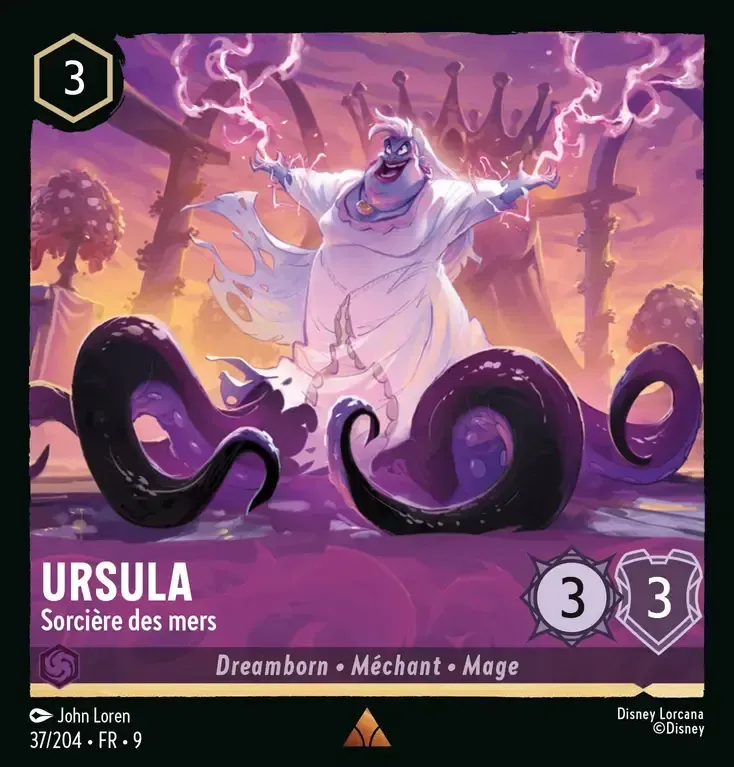 3
URSULA
Sorcière des mers
3 3
Dreamborn • Méchant • Mage
John Loren
37/204 • FR • 9
Disney Lorcana
©Disney